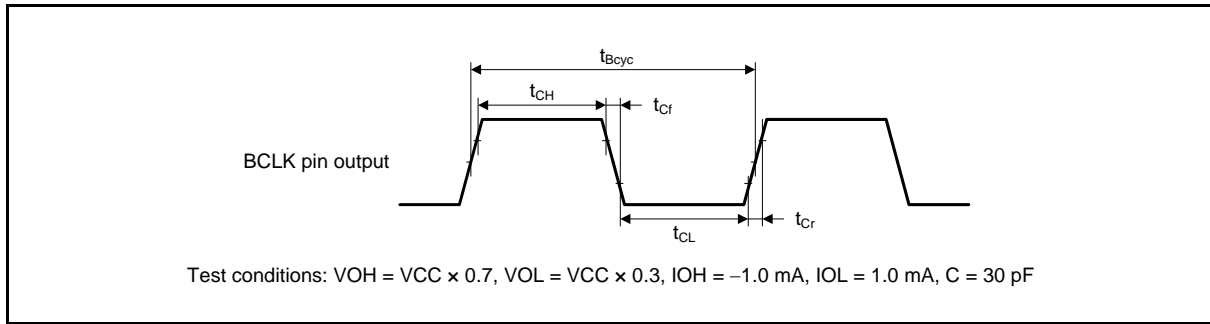 tBcyc
tCH
tCf
BCLK pin output
tCL
tCr
Test conditions: VOH = VCC × 0.7, VOL = VCC × 0.3, IOH = −1.0 mA, IOL = 1.0 mA, C = 30 pF